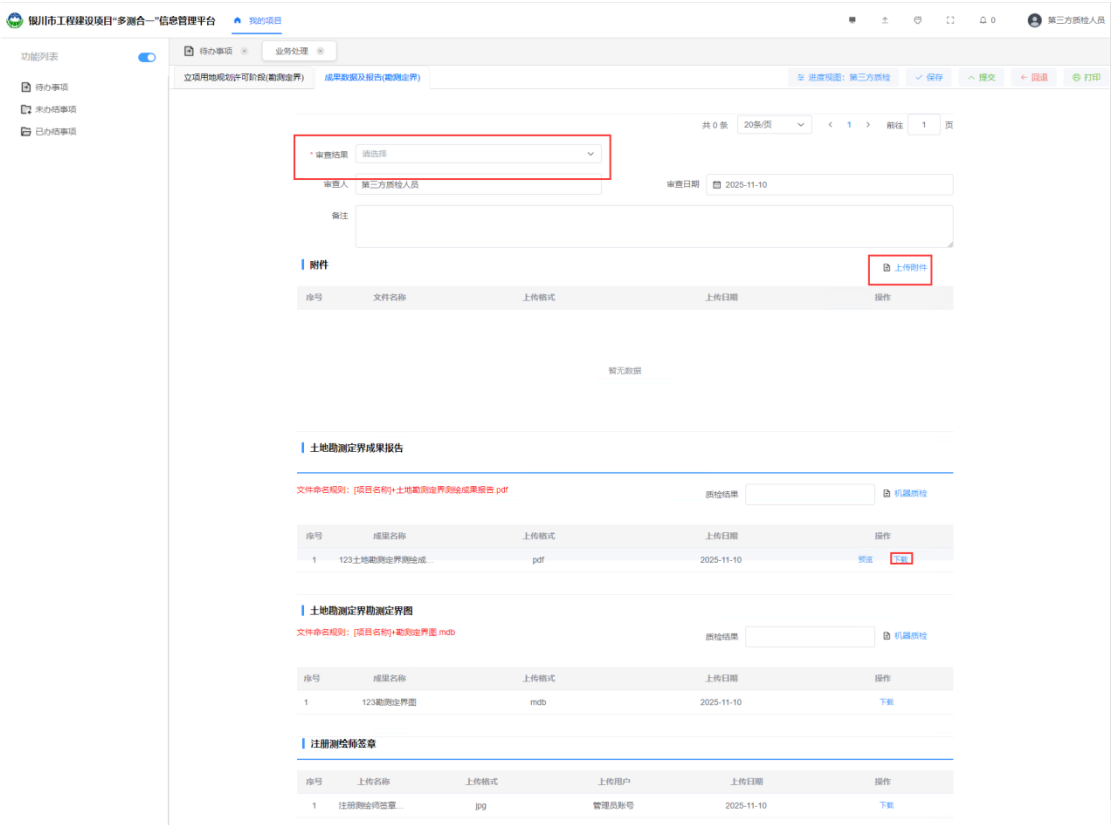 银川市工程建设项目“多测合一”信息管理平台 我的项目 0 第三方质检人员
功能列表 待办事项 业务处理
立项用地规划许可阶段(勘测定界) 成果数据及报告(勘测定界) 进度视图：第三方质检 保存 提交 回退 打印
待办事项
未办结事项
已办结事项
共 0 条 20条/页 1 前往 1 页
* 审查结果 请选择
审查人 第三方质检人员 审查日期 2025-11-10
备注
附件 上传附件
序号 文件名称 上传格式 上传日期 操作
暂无数据
土地勘测定界成果报告
文件命名规则：[项目名称]+土地勘测定界测绘成果报告.pdf 质检结果 机器质检
序号 成果名称 上传格式 上传日期 操作
1 123土地勘测定界测绘成... pdf 2025-11-10 预览 下载
土地勘测定界勘测定界图
文件命名规则：[项目名称]+勘测定界图.mdb 质检结果 机器质检
序号 成果名称 上传格式 上传日期 操作
1 123勘测定界图 mdb 2025-11-10 下载
注册测绘师签章
序号 上传名称 上传格式 上传用户 上传日期 操作
1 注册测绘师签章... jpg 管理员账号 2025-11-10 下载